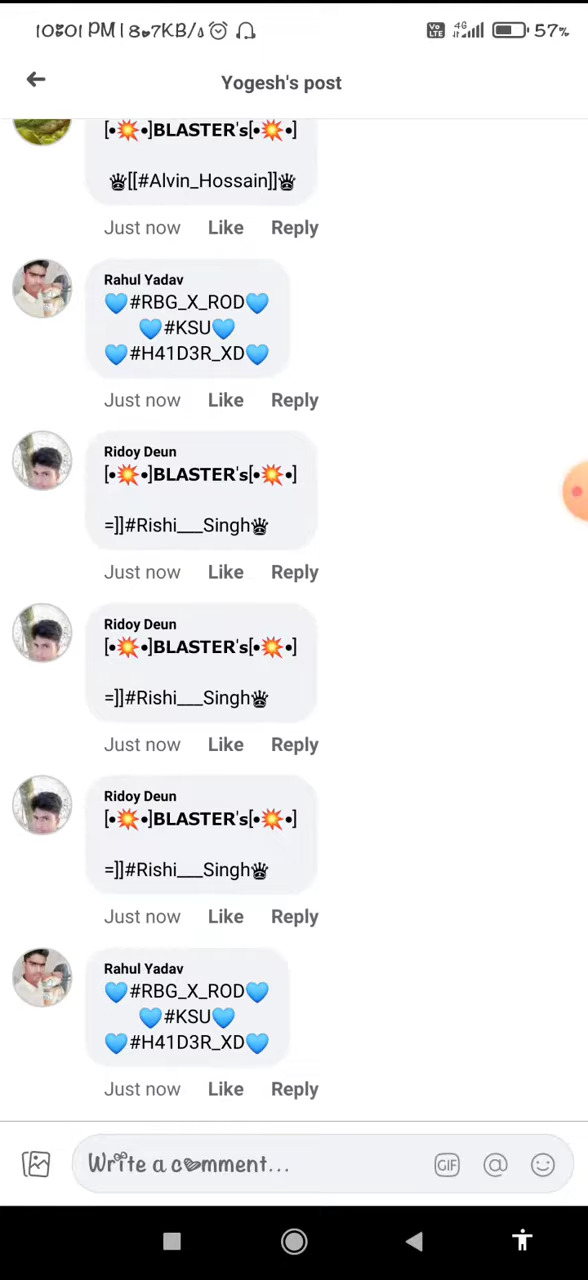 10:01 PM | 8.7KB/s
VoLTE 4G 57%
Yogesh's post
[•💥•]BLASTER's[•💥•]
♛[[#Alvin_Hossain]]♛
Just now Like Reply
Rahul Yadav
💙#RBG_X_ROD💙
💙#KSU💙
💙#H41D3R_XD💙
Just now Like Reply
Ridoy Deun
[•💥•]BLASTER's[•💥•]
=]]#Rishi___Singh♛
Just now Like Reply
Ridoy Deun
[•💥•]BLASTER's[•💥•]
=]]#Rishi___Singh♛
Just now Like Reply
Ridoy Deun
[•💥•]BLASTER's[•💥•]
=]]#Rishi___Singh♛
Just now Like Reply
Rahul Yadav
💙#RBG_X_ROD💙
💙#KSU💙
💙#H41D3R_XD💙
Just now Like Reply
Write a comment... GIF @